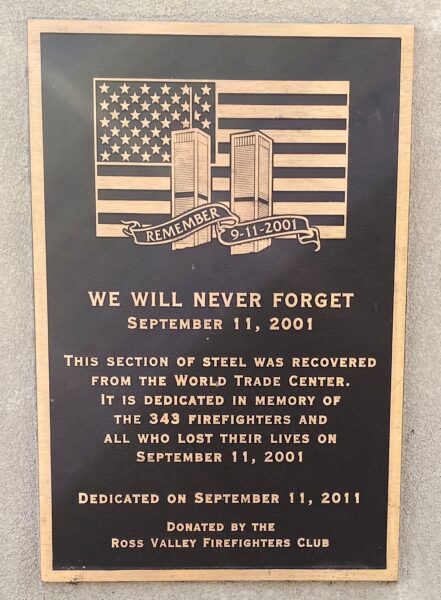 REMEMBER 9-11-2001
WE WILL NEVER FORGET
SEPTEMBER 11, 2001
THIS SECTION OF STEEL WAS RECOVERED
FROM THE WORLD TRADE CENTER.
IT IS DEDICATED IN MEMORY OF
THE 343 FIREFIGHTERS AND
ALL WHO LOST THEIR LIVES ON
SEPTEMBER 11, 2001
DEDICATED ON SEPTEMBER 11, 2011
DONATED BY THE
ROSS VALLEY FIREFIGHTERS CLUB